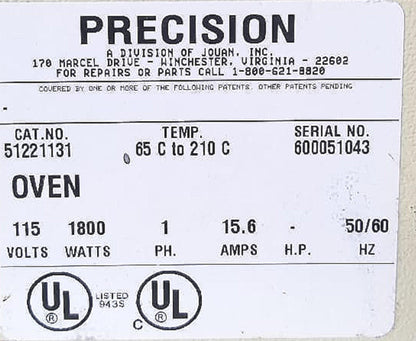 PRECISION
A DIVISION OF JOUAN, INC.
170 MARCEL DRIVE - WINCHESTER, VIRGINIA - 22602
FOR REPAIRS OR PARTS CALL 1-800-621-8820
COVERED BY ONE OR MORE OF THE FOLLOWING PATENTS. OTHER PATENTS PENDING
-
CAT.NO. TEMP. SERIAL NO.
51221131 65 C to 210 C 600051043
OVEN
115 1800 1 15.6 - 50/60
VOLTS WATTS PH. AMPS H.P. HZ
UL ® LISTED 943S C UL ®